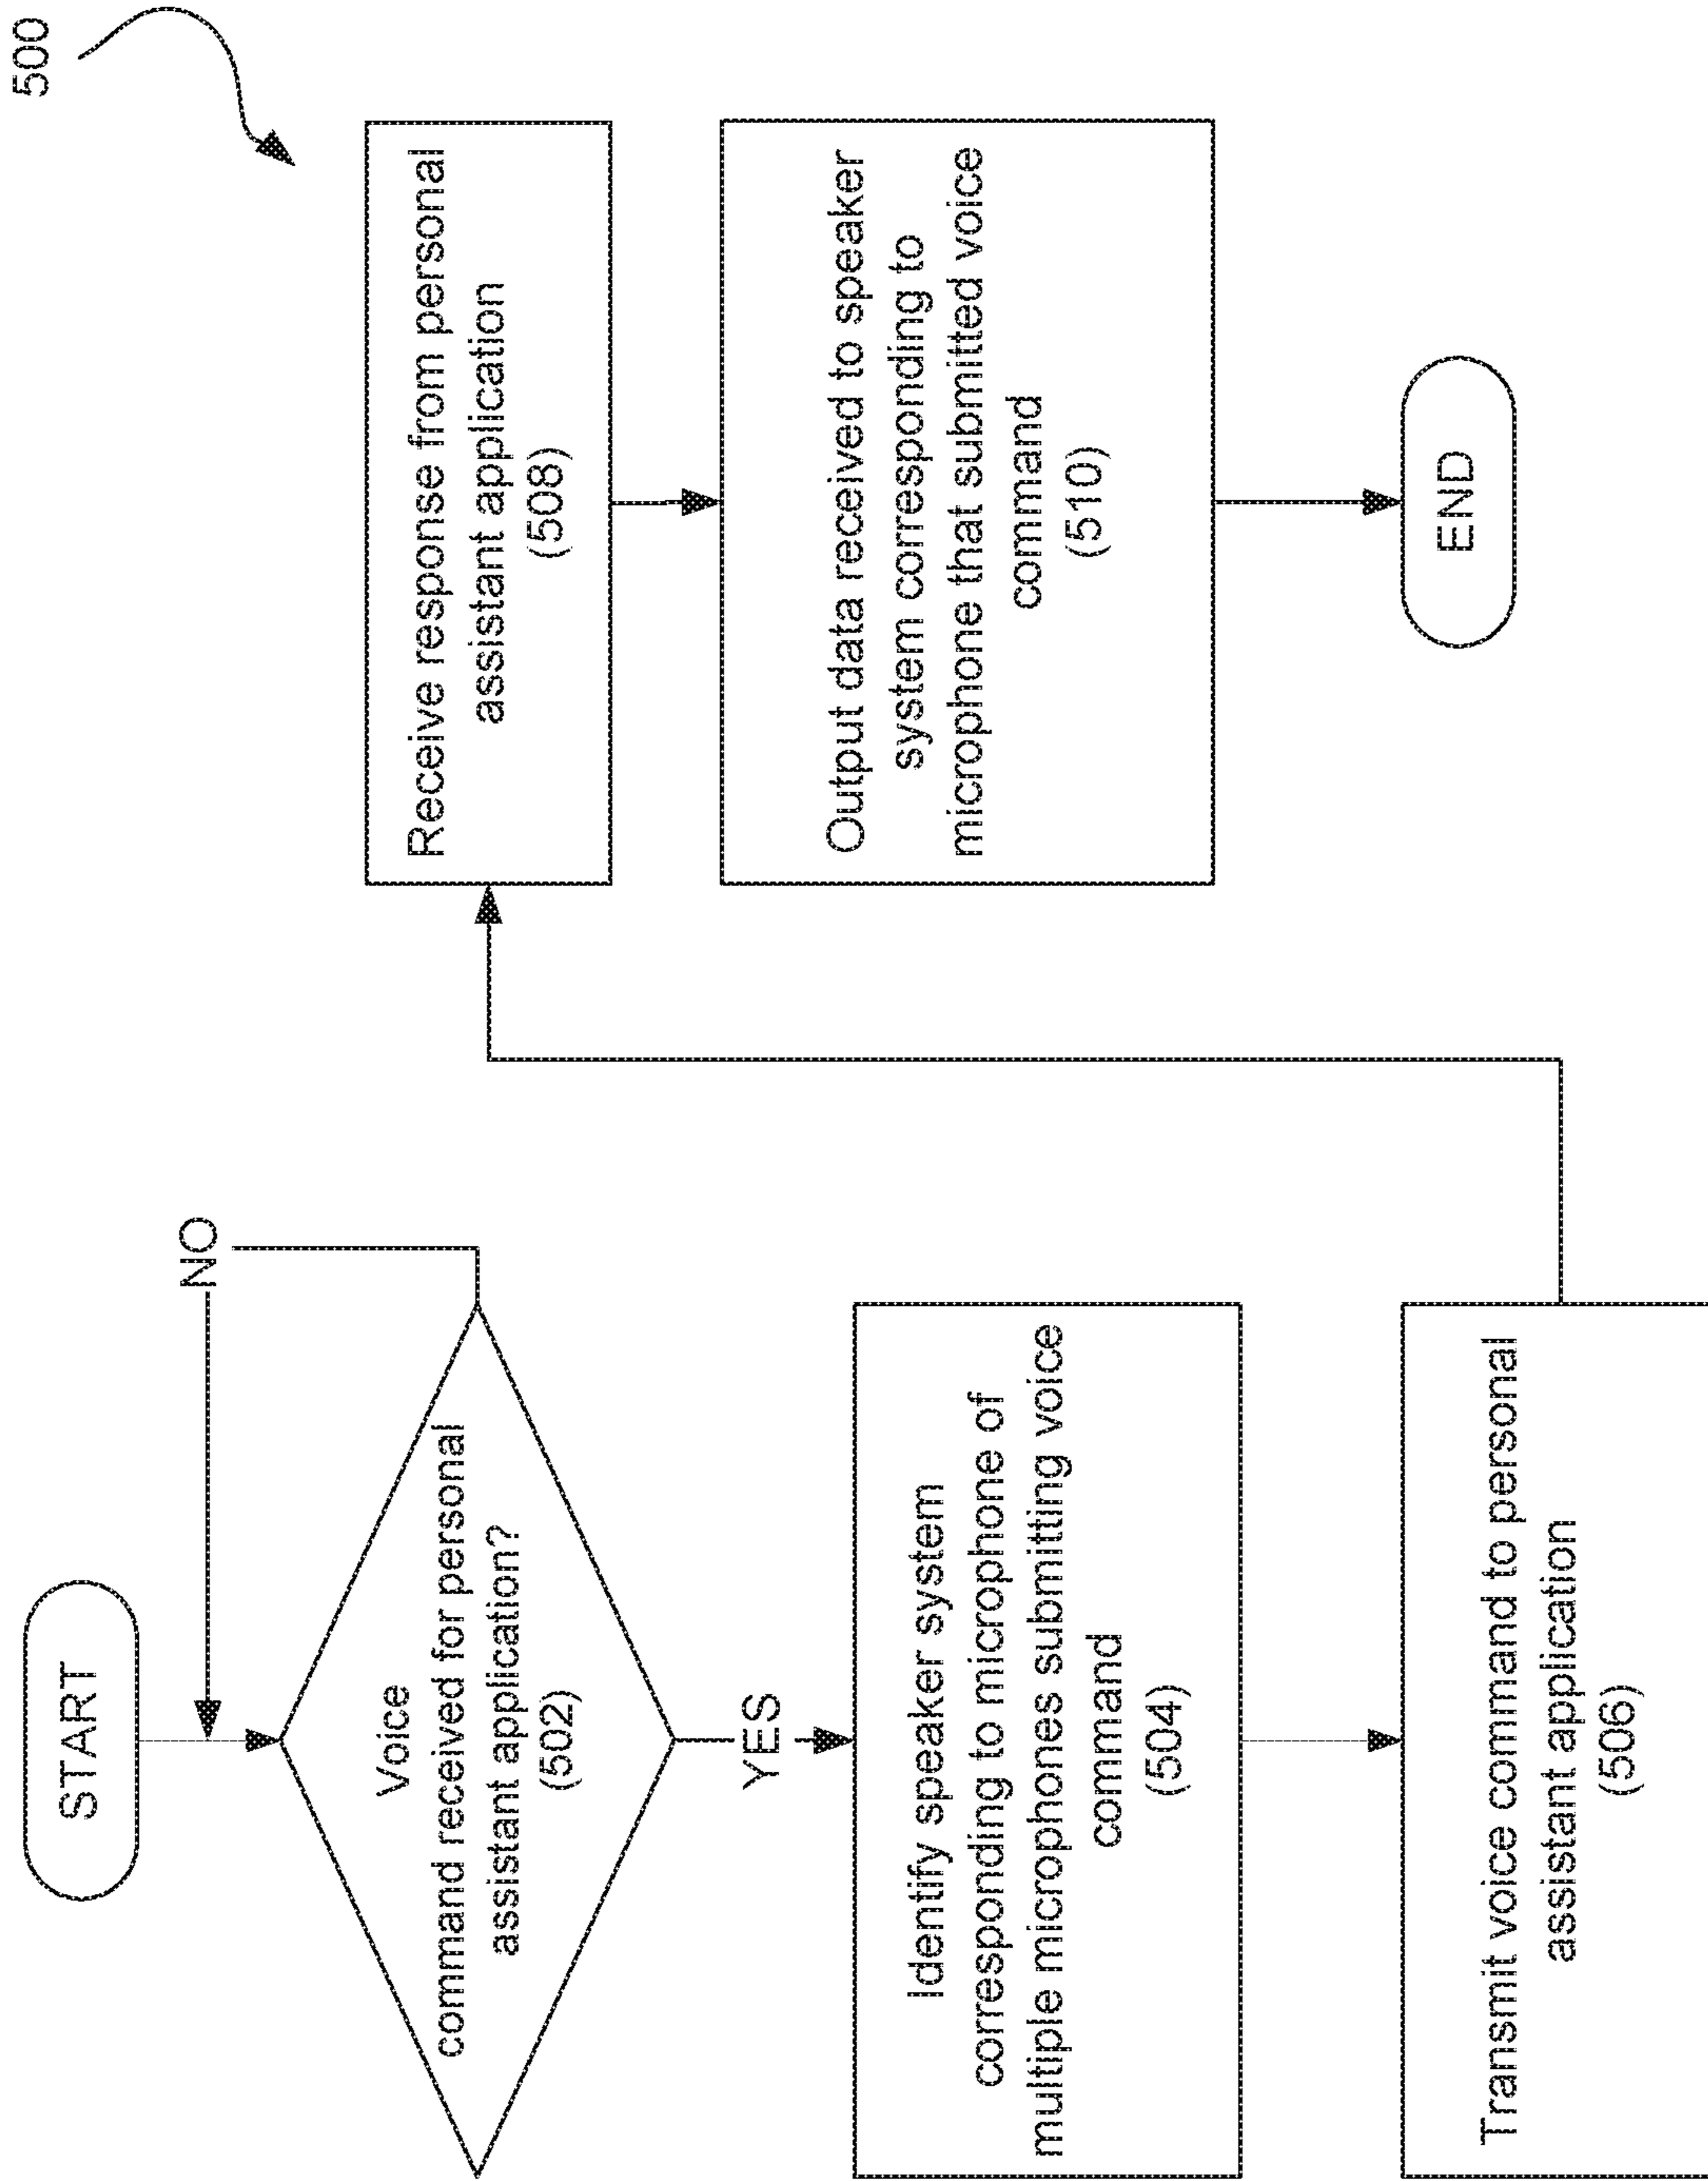 500
START
NO
Voice
command received for personal
assistant application?
(502)
YES
Identify speaker system
corresponding to microphone of
multiple microphones submitting voice
command
(504)
Transmit voice command to personal
assistant application
(506)
Receive response from personal
assistant application
(508)
Output data received to speaker
system corresponding to
microphone that submitted voice
command
(510)
END